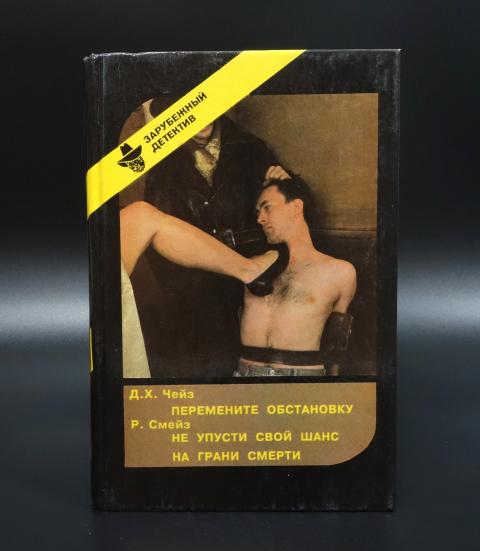 ЗАРУБЕЖНЫЙ
ДЕТЕКТИВ
Д.Х. Чейз
ПЕРЕМЕНИТЕ ОБСТАНОВКУ
Р. Смейз
НЕ УПУСТИ СВОЙ ШАНС
НА ГРАНИ СМЕРТИ